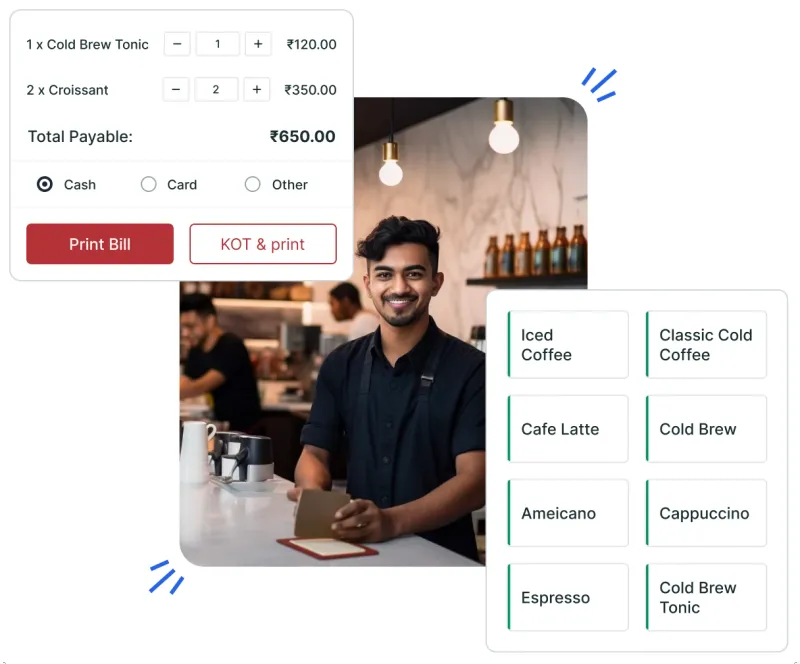 1 x Cold Brew Tonic − 1 + ₹120.00
2 x Croissant − 2 + ₹350.00
Total Payable: ₹650.00
Cash Card Other
Print Bill KOT & print
Iced
Coffee
Classic Cold
Coffee
Cafe Latte
Cold Brew
Ameicano
Cappuccino
Espresso
Cold Brew
Tonic